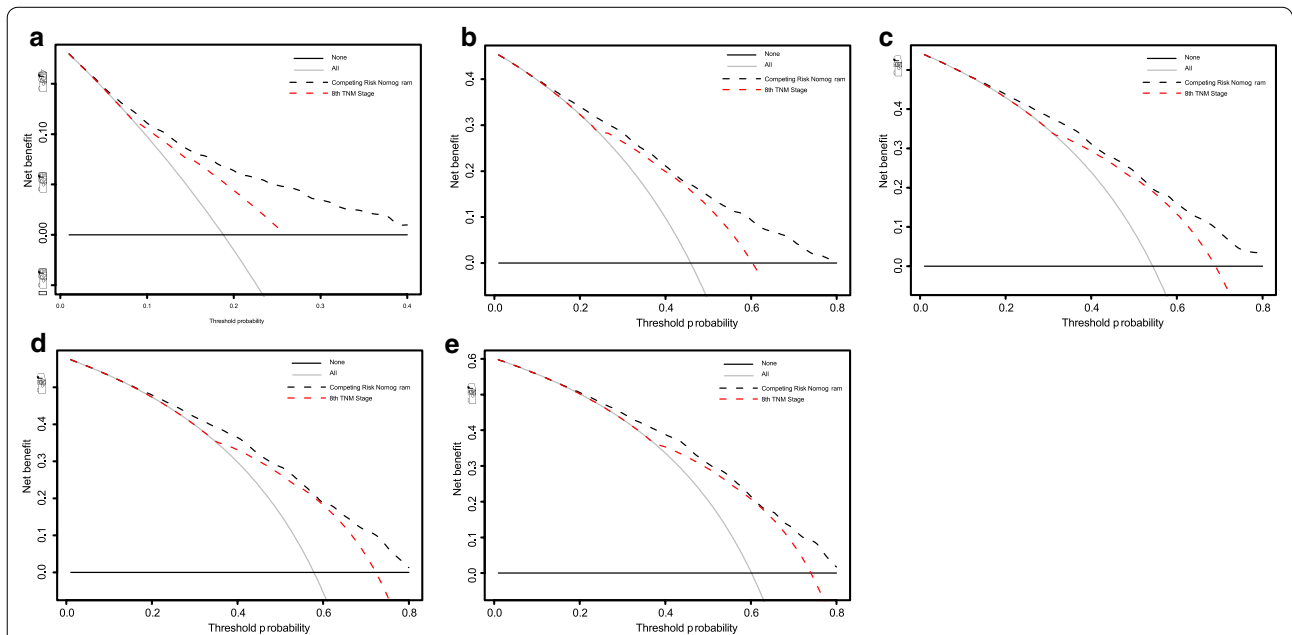 a
None
All
Competing Risk Nomog ram
8th TNM Stage
Net benefit
0.10
0.00
0.0
0.1
0.2
0.3
0.4
Threshold probability
b
None
All
Competing Risk Nomog ram
8th TNM Stage
Net benefit
0.4
0.3
0.2
0.1
0.0
0.0
0.2
0.4
0.6
0.8
Threshold p robability
c
None
All
Competing Risk Nomog ram
8th TNM Stage
Net benefit
0.4
0.3
0.2
0.1
0.0
0.0
0.2
0.4
0.6
0.8
Threshold p robability
d
None
All
Competing Risk Nomog ram
8th TNM Stage
Net benefit
0.4
0.3
0.2
0.1
0.0
0.0
0.2
0.4
0.6
0.8
Threshold p robability
e
None
All
Competing Risk Nomog ram
8th TNM Stage
Net benefit
0.6
0.4
0.3
0.2
0.1
0.0
0.0
0.2
0.4
0.6
0.8
Threshold p robability